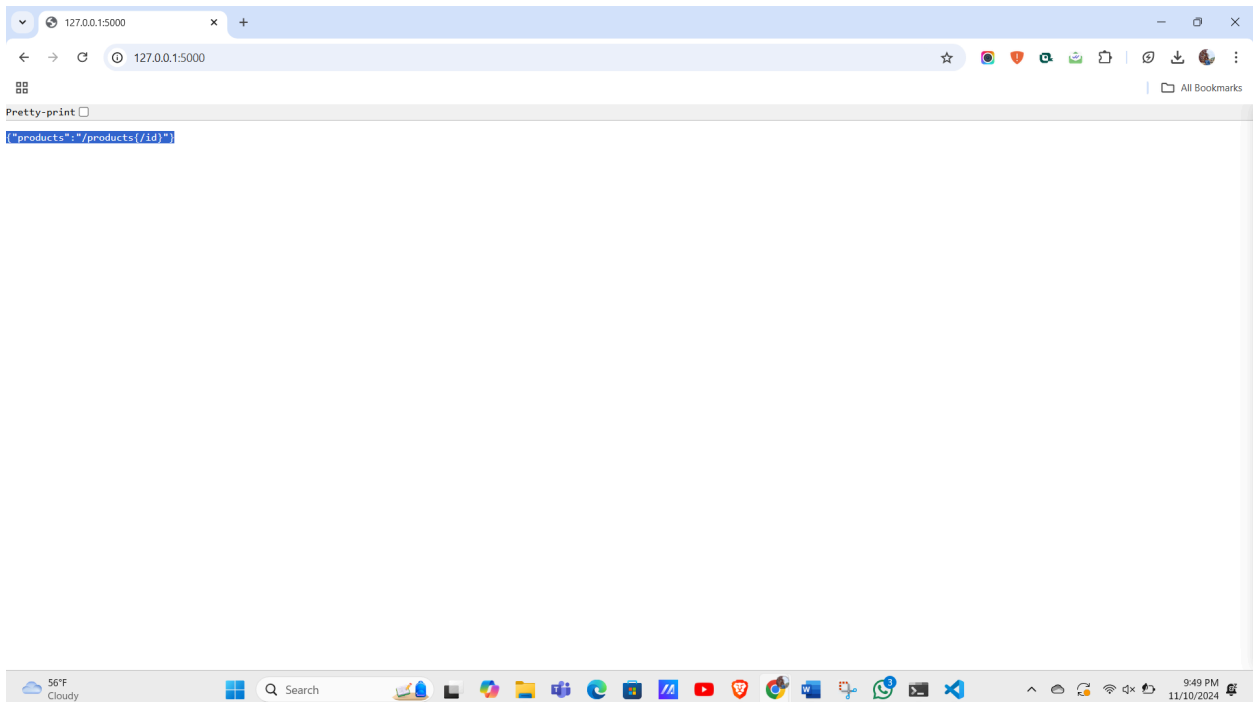 127.0.0.1:5000
127.0.0.1:5000
All Bookmarks
Pretty-print
{"products":"/products{/id}"}
56°F
Cloudy
Search
3
9:49 PM
11/10/2024